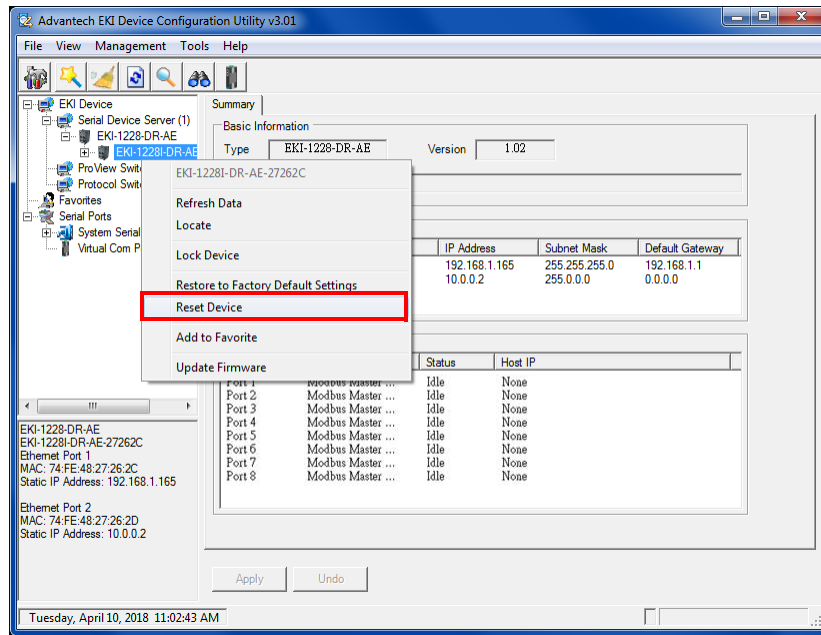 Advantech EKI Device Configuration Utility v3.01
File View Management Tools Help
EKI Device
Serial Device Server (1)
EKI-1228-DR-AE
EKI-1228I-DR-AE
ProView Swit
Protocol Swit
Favorites
Serial Ports
System Serial
Virtual Com P
Summary
Basic Information
Type EKI-1228-DR-AE Version 1.02
EKI-1228I-DR-AE-27262C
Refresh Data
Locate
Lock Device
Restore to Factory Default Settings
Reset Device
Add to Favorite
Update Firmware
IP Address Subnet Mask Default Gateway
192.168.1.165 255.255.255.0 192.168.1.1
10.0.0.2 255.0.0.0 0.0.0.0
Status Host IP
Port 1 Modbus Master ... Idle None
Port 2 Modbus Master ... Idle None
Port 3 Modbus Master ... Idle None
Port 4 Modbus Master ... Idle None
Port 5 Modbus Master ... Idle None
Port 6 Modbus Master ... Idle None
Port 7 Modbus Master ... Idle None
Port 8 Modbus Master ... Idle None
EKI-1228-DR-AE
EKI-1228I-DR-AE-27262C
Ethernet Port 1
MAC: 74:FE:48:27:26:2C
Static IP Address: 192.168.1.165
Ethernet Port 2
MAC: 74:FE:48:27:26:2D
Static IP Address: 10.0.0.2
Apply Undo
Tuesday, April 10, 2018 11:02:43 AM